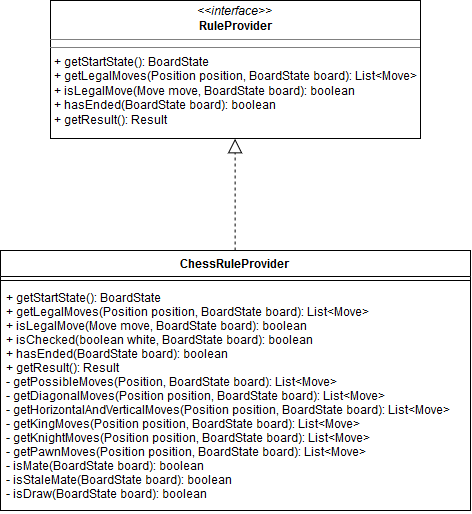 <<interface>>
RuleProvider
+ getStartState(): BoardState
+ getLegalMoves(Position position, BoardState board): List<Move>
+ isLegalMove(Move move, BoardState board): boolean
+ hasEnded(BoardState board): boolean
+ getResult(): Result
ChessRuleProvider
+ getStartState(): BoardState
+ getLegalMoves(Position position, BoardState board): List<Move>
+ isLegalMove(Move move, BoardState board): boolean
+ isChecked(boolean white, BoardState board): boolean
+ hasEnded(BoardState board): boolean
+ getResult(): Result
- getPossibleMoves(Position, BoardState board): List<Move>
- getDiagonalMoves(Position position, BoardState board): List<Move>
- getHorizontalAndVerticalMoves(Position position, BoardState board): List<Move>
- getKingMoves(Position position, BoardState board): List<Move>
- getKnightMoves(Position position, BoardState board): List<Move>
- getPawnMoves(Position position, BoardState board): List<Move>
- isMate(BoardState board): boolean
- isStaleMate(BoardState board): boolean
- isDraw(BoardState board): boolean